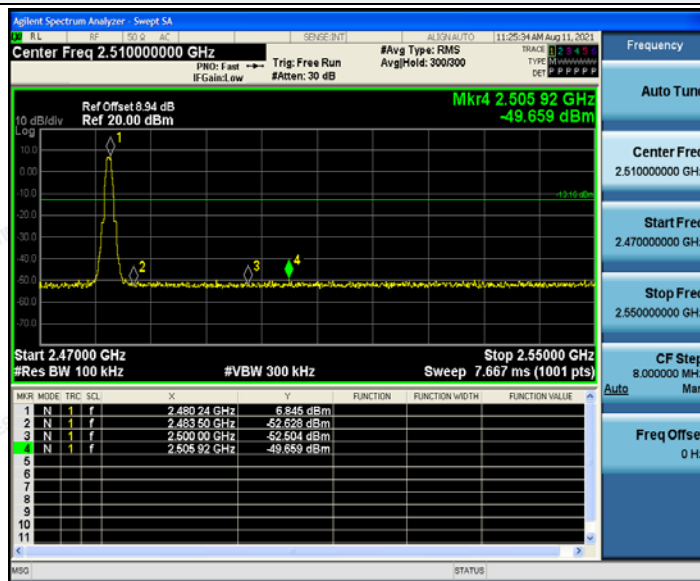 Agilent Spectrum Analyzer - Swept SA
RL RF 50 Ω AC SENSE:INT ALIGN AUTO 11:25:34 AM Aug 11, 2021
Center Freq 2.510000000 GHz
PNO: Fast
IFGain:Low
Trig: Free Run
#Atten: 30 dB
#Avg Type: RMS
Avg|Hold: 300/300
TRACE 1 2 3 4 5 6
TYPE M W W W W W
DET P P P P P P
Ref Offset 8.94 dB
10 dB/div Ref 20.00 dBm
Log
Mkr4 2.505 92 GHz
-49.659 dBm
10.0
0.00
-10.0
-20.0
-30.0
-40.0
-50.0
-60.0
-70.0
1
2
3
4
Start 2.47000 GHz
Stop 2.55000 GHz
#Res BW 100 kHz #VBW 300 kHz Sweep 7.667 ms (1001 pts)
MKR MODE TRC SCL X Y FUNCTION FUNCTION WIDTH FUNCTION VALUE
1 N 1 f 2.480 24 GHz 6.845 dBm
2 N 1 f 2.483 50 GHz -52.628 dBm
3 N 1 f 2.500 00 GHz -52.504 dBm
4 N 1 f 2.505 92 GHz -49.659 dBm
5
6
7
8
9
10
11
MSG STATUS
Frequency
Auto Tune
Center Freq
2.510000000 GHz
Start Freq
2.470000000 GHz
Stop Freq
2.550000000 GHz
CF Step
8.000000 MHz
Auto Man
Freq Offset
0 Hz